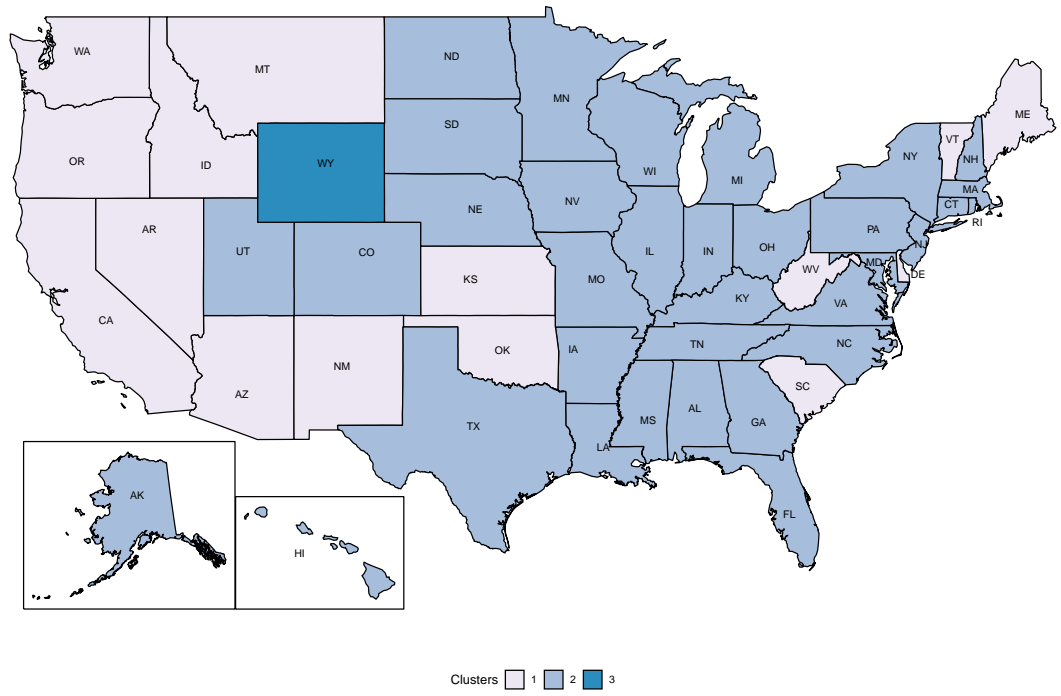 WA
MT
ND
MN
ME
OR
ID
WY
SD
WI
MI
NY
VT
NH
MA
CT
RI
AR
UT
CO
NE
NV
IL
IN
OH
PA
NJ
CA
KS
MO
KY
WV
VA
MD
DE
AZ
NM
OK
IA
TN
NC
SC
TX
LA
MS
AL
GA
FL
AK
HI
Clusters 1 2 3